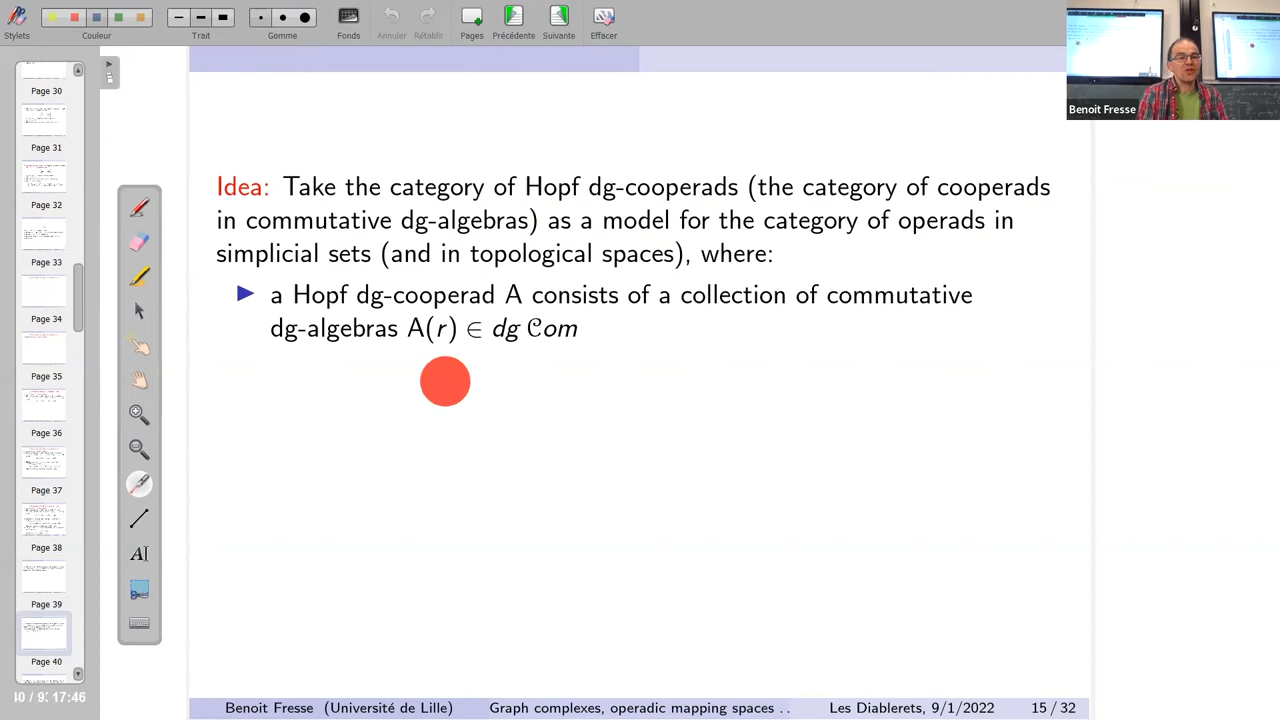 Stylets Couleur Trait Gomme Fonds Annuler Rétablir Pages Précédente Suivante Effacer
Benoit Fresse
Page 30
Page 31
Page 32
Page 33
Page 34
Page 35
Page 36
Page 37
Page 38
Page 39
Page 40
17:46
Idea: Take the category of Hopf dg-cooperads (the category of cooperads
in commutative dg-algebras) as a model for the category of operads in
simplicial sets (and in topological spaces), where:
▶ a Hopf dg-cooperad A consists of a collection of commutative
dg-algebras A(r) ∈ dg Com
Benoit Fresse (Université de Lille) Graph complexes, operadic mapping spaces . . Les Diablerets, 9/1/2022 15 / 32